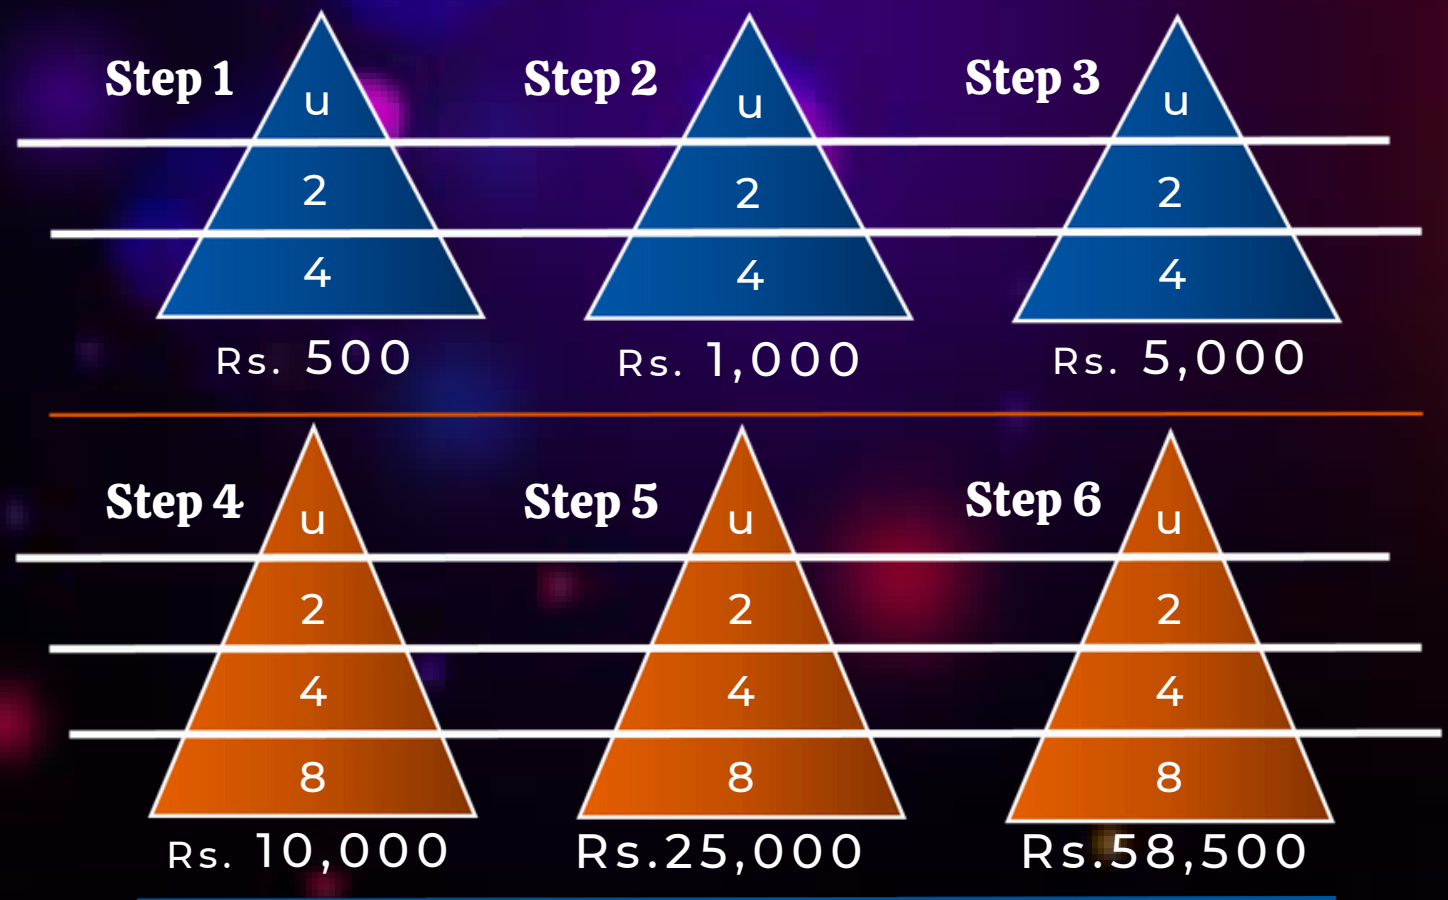 Step 1
u
2
4
Rs. 500
Step 2
u
2
4
Rs. 1,000
Step 3
u
2
4
Rs. 5,000
Step 4
u
2
4
8
Rs. 10,000
Step 5
u
2
4
8
Rs.25,000
Step 6
u
2
4
8
Rs.58,500